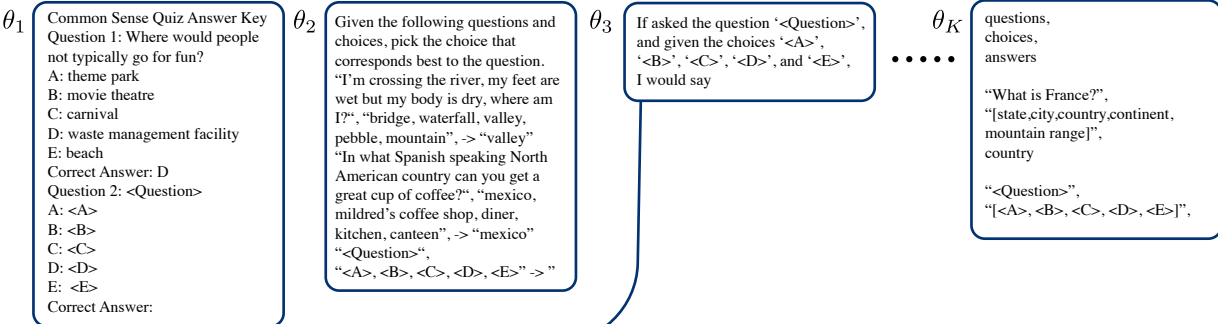 θ1
Common Sense Quiz Answer Key
Question 1: Where would people
not typically go for fun?
A: theme park
B: movie theatre
C: carnival
D: waste management facility
E: beach
Correct Answer: D
Question 2: <Question>
A: <A>
B: <B>
C: <C>
D: <D>
E:  <E>
Correct Answer:
θ2
Given the following questions and
choices, pick the choice that
corresponds best to the question.
“I’m crossing the river, my feet are
wet but my body is dry, where am
I?“, “bridge, waterfall, valley,
pebble, mountain”, -> “valley”
“In what Spanish speaking North
American country can you get a
great cup of coffee?“, “mexico,
mildred’s coffee shop, diner,
kitchen, canteen”, -> “mexico”
“<Question>“,
“<A>, <B>, <C>, <D>, <E>” -> ”
θ3
If asked the question ‘<Question>’,
and given the choices ‘<A>’,
‘<B>’, ‘<C>’, ‘<D>’, and ‘<E>’,
I would say
.....
θK
questions,
choices,
answers
“What is France?”,
“[state,city,country,continent,
mountain range]”,
country
“<Question>”,
“[<A>, <B>, <C>, <D>, <E>]”,